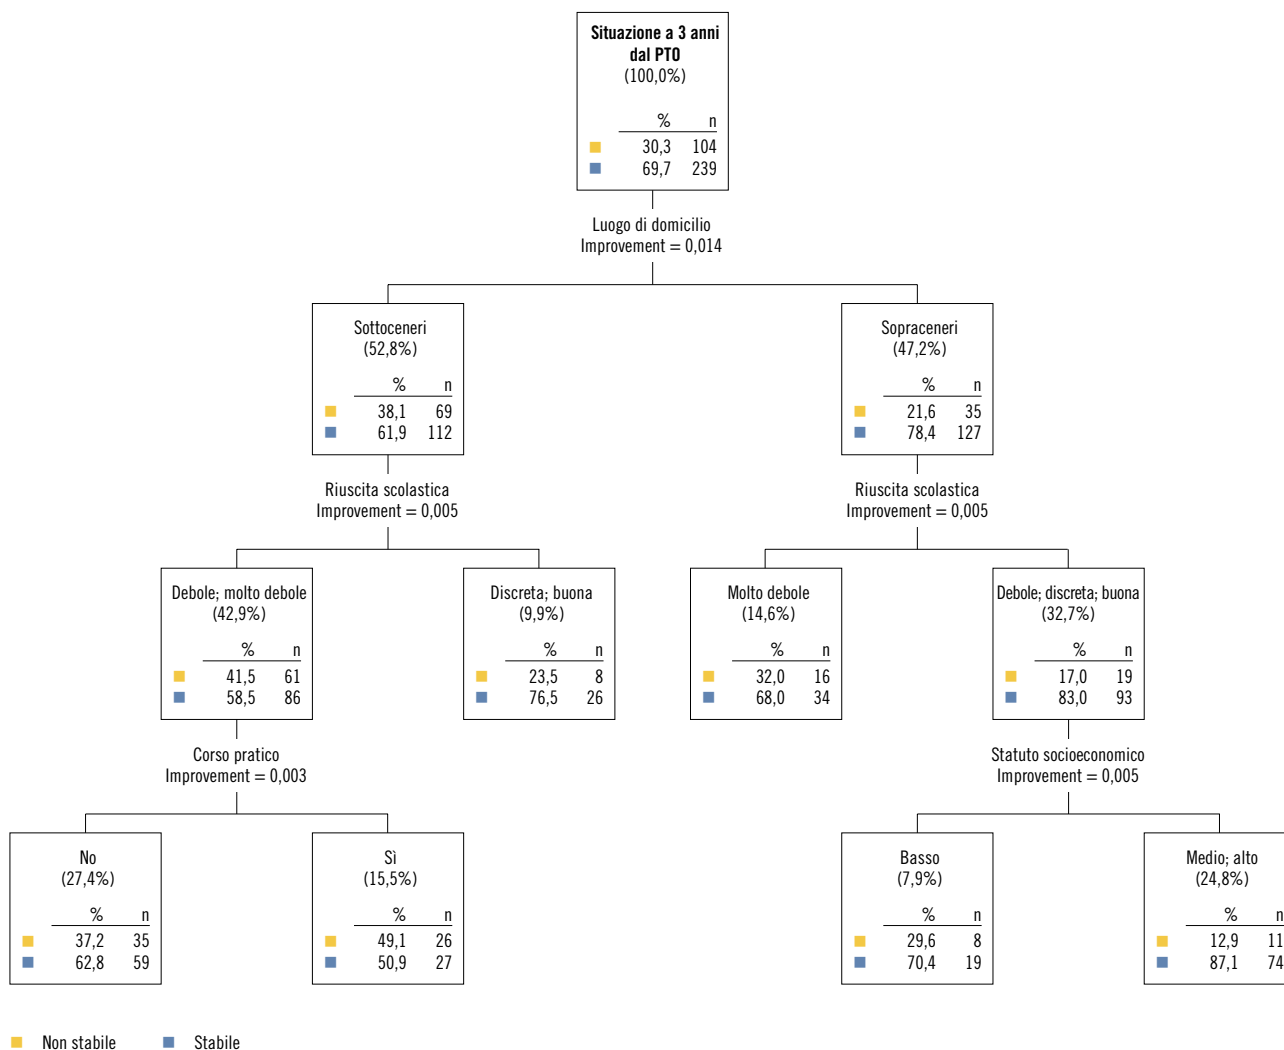 Situazione a 3 anni
dal PTO
(100,0%)
% n
30,3 104
69,7 239
Luogo di domicilio
Improvement = 0,014
Sottoceneri
(52,8%)
% n
38,1 69
61,9 112
Sopraceneri
(47,2%)
% n
21,6 35
78,4 127
Riuscita scolastica
Improvement = 0,005
Riuscita scolastica
Improvement = 0,005
Debole; molto debole
(42,9%)
% n
41,5 61
58,5 86
Discreta; buona
(9,9%)
% n
23,5 8
76,5 26
Molto debole
(14,6%)
% n
32,0 16
68,0 34
Debole; discreta; buona
(32,7%)
% n
17,0 19
83,0 93
Corso pratico
Improvement = 0,003
Statuto socioeconomico
Improvement = 0,005
No
(27,4%)
% n
37,2 35
62,8 59
Sì
(15,5%)
% n
49,1 26
50,9 27
Basso
(7,9%)
% n
29,6 8
70,4 19
Medio; alto
(24,8%)
% n
12,9 11
87,1 74
Non stabile Stabile